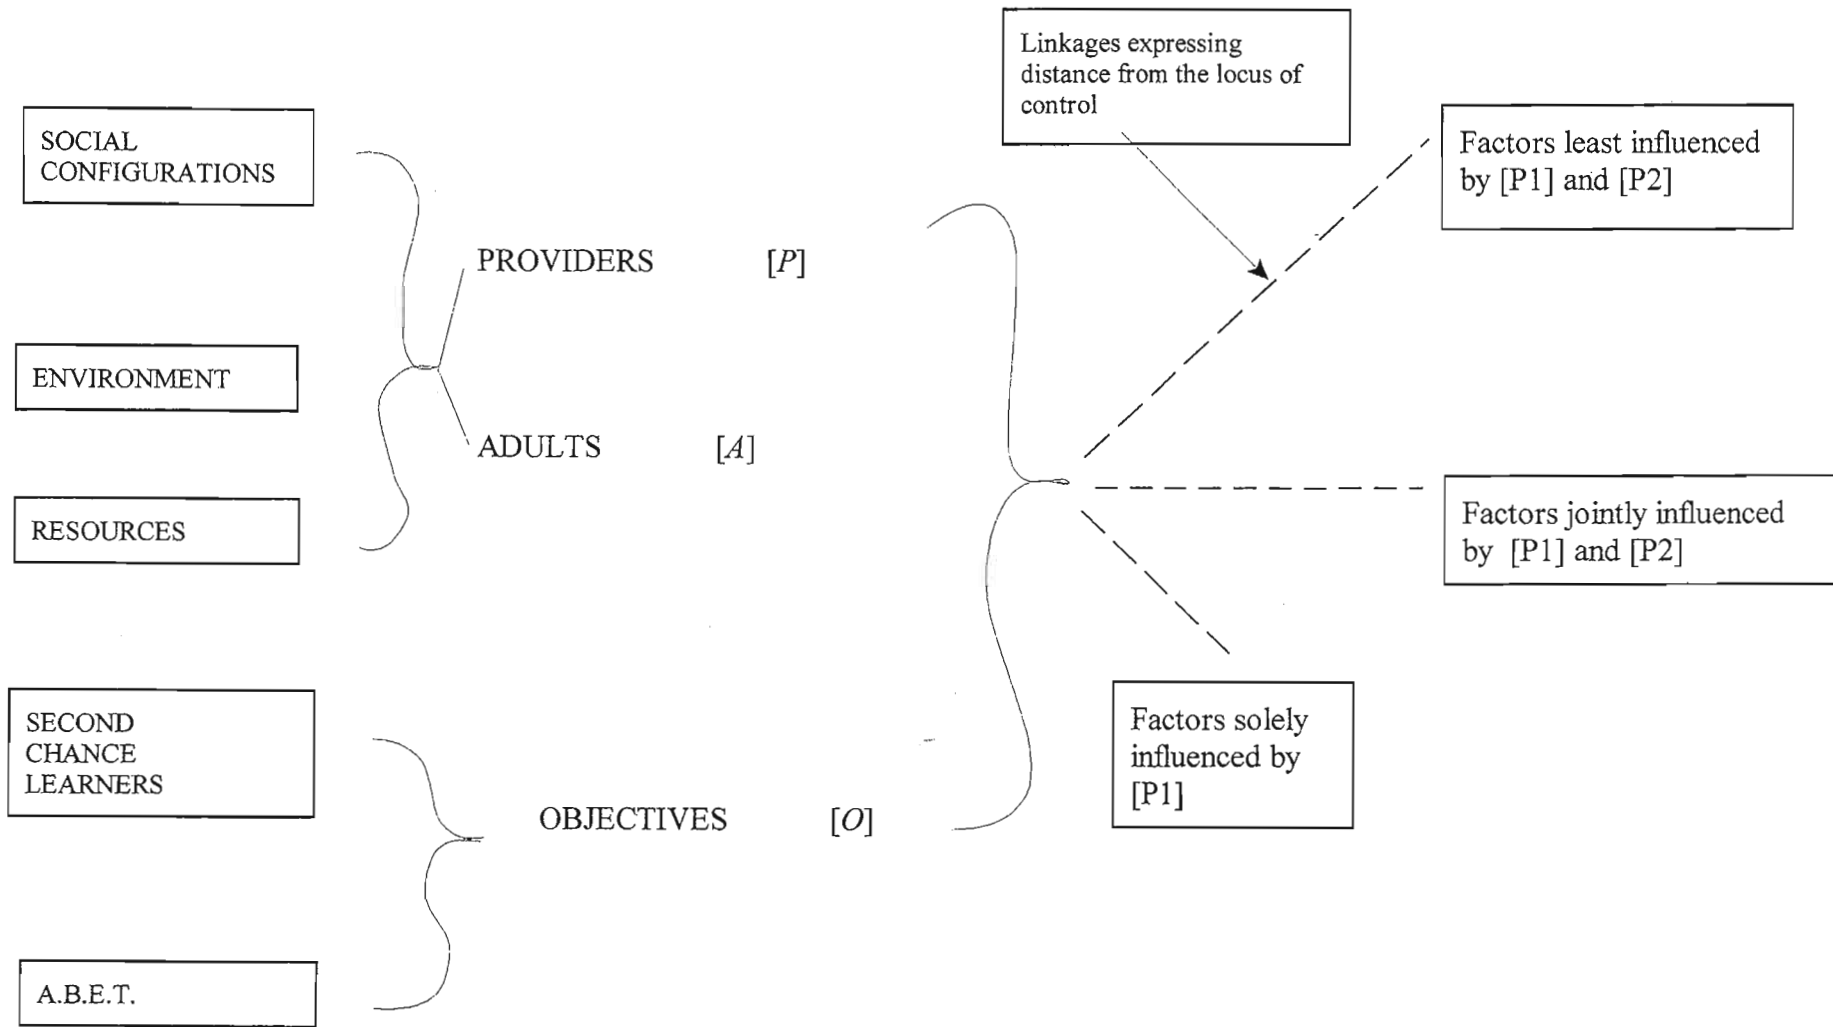 Linkages expressing
distance from the locus of
control
SOCIAL
CONFIGURATIONS
Factors least influenced
by [P1] and [P2]
PROVIDERS [P]
ENVIRONMENT
ADULTS [A]
RESOURCES
Factors jointly influenced
by [P1] and [P2]
SECOND
CHANCE
LEARNERS
Factors solely
influenced by
[P1]
OBJECTIVES [O]
A.B.E.T.